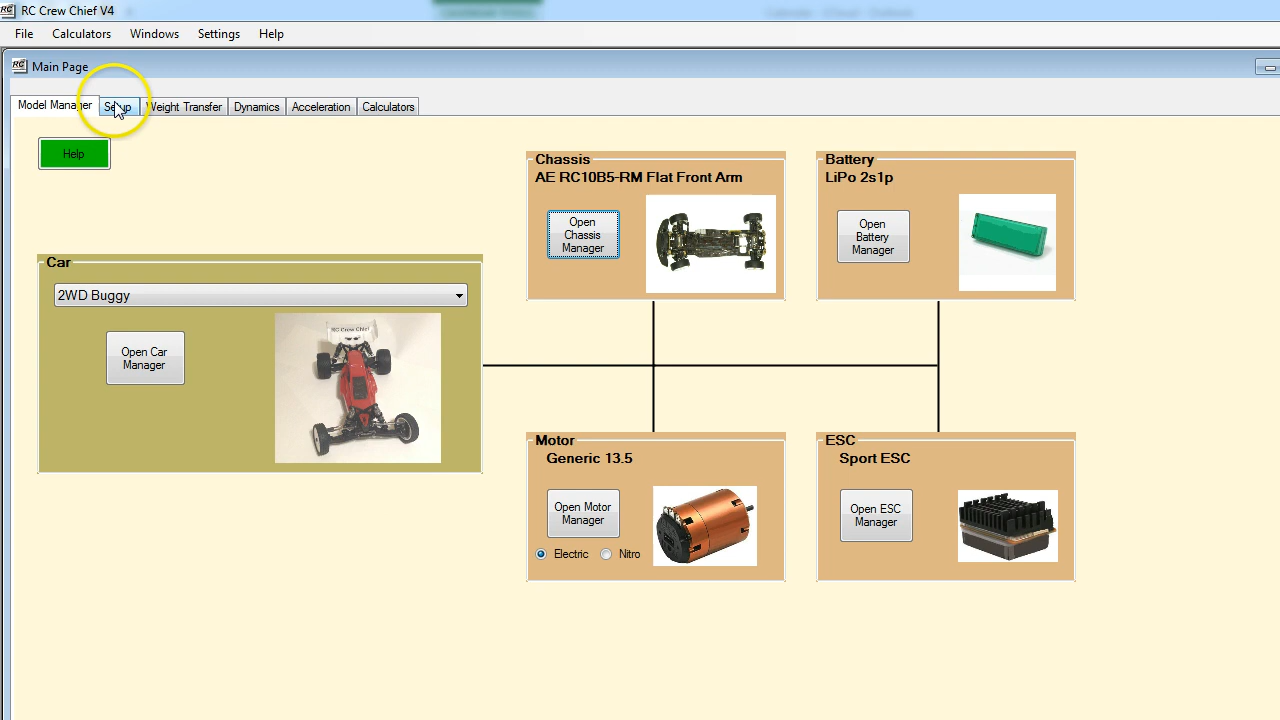 RC Crew Chief V4
File Calculators Windows Settings Help
RC Main Page
Model Manager Setup Weight Transfer Dynamics Acceleration Calculators
Help
Chassis
AE RC10B5-RM Flat Front Arm
Open
Chassis
Manager
Battery
LiPo 2s1p
Open
Battery
Manager
Car
2WD Buggy
Open Car
Manager
RC Crew Chief
Motor
Generic 13.5
Open Motor
Manager
Electric Nitro
ESC
Sport ESC
Open ESC
Manager